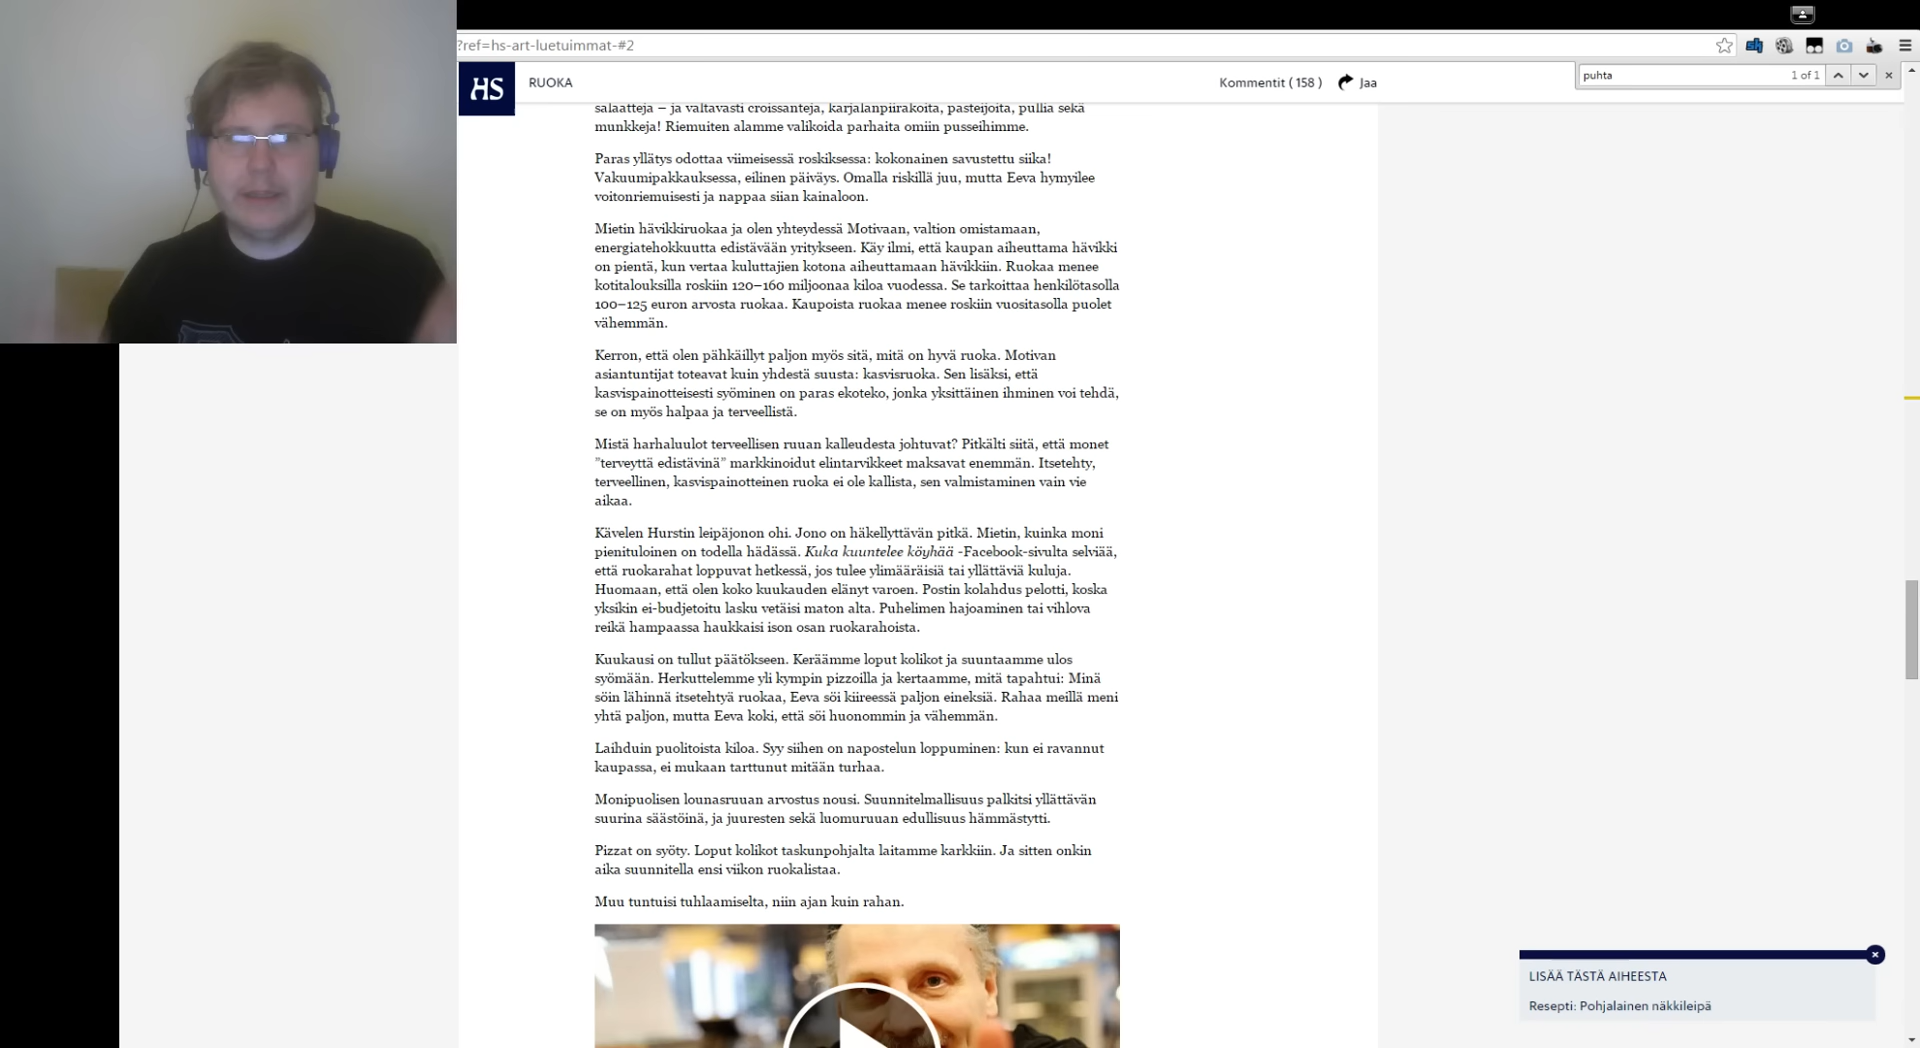 ?ref=hs-art-luetuimmat-#2
puhta
1 of 1
HS
RUOKA
Kommentit (158)
Jaa
salaatteja – ja valtavasti croissanteja, karjalanpiirakoita, pasteijoita, pullia sekä
munkkeja! Riemuiten alamme valikoida parhaita omiin pusseihimme.
Paras yllätys odottaa viimeisessä roskiksessa: kokonainen savustettu siika!
Vakuumipakkauksessa, eilinen päiväys. Omalla riskillä juu, mutta Eeva hymyilee
voitonriemuisesti ja nappaa siian kainaloon.
Mietin hävikkiruokaa ja olen yhteydessä Motivaan, valtion omistamaan,
energiatehokkuutta edistävään yritykseen. Käy ilmi, että kaupan aiheuttama hävikki
on pientä, kun vertaa kuluttajien kotona aiheuttamaan hävikkiin. Ruokaa menee
kotitalouksilla roskiin 120–160 miljoonaa kiloa vuodessa. Se tarkoittaa henkilötasolla
100–125 euron arvosta ruokaa. Kaupoista ruokaa menee roskiin vuositasolla puolet
vähemmän.
Kerron, että olen pähkäillyt paljon myös sitä, mitä on hyvä ruoka. Motivan
asiantuntijat toteavat kuin yhdestä suusta: kasvisruoka. Sen lisäksi, että
kasvispainotteisesti syöminen on paras ekoteko, jonka yksittäinen ihminen voi tehdä,
se on myös halpaa ja terveellistä.
Mistä harhaluulot terveellisen ruuan kalleudesta johtuvat? Pitkälti siitä, että monet
”terveyttä edistävinä” markkinoidut elintarvikkeet maksavat enemmän. Itsetehty,
terveellinen, kasvispainotteinen ruoka ei ole kallista, sen valmistaminen vain vie
aikaa.
Kävelen Hurstin leipäjonon ohi. Jono on häkellyttävän pitkä. Mietin, kuinka moni
pienituloinen on todella hädässä. Kuka kuuntelee köyhää -Facebook-sivulta selviää,
että ruokarahat loppuvat hetkessä, jos tulee ylimääräisiä tai yllättäviä kuluja.
Huomaan, että olen koko kuukauden elänyt varoen. Postin kolahdus pelotti, koska
yksikin ei-budjetoitu lasku vetäisi maton alta. Puhelimen hajoaminen tai vihlova
reikä hampaassa haukkaisi ison osan ruokarahoista.
Kuukausi on tullut päätökseen. Keräämme loput kolikot ja suuntaamme ulos
syömään. Herkuttelemme yli kympin pizzoilla ja kertaamme, mitä tapahtui: Minä
söin lähinnä itsetehtyä ruokaa, Eeva söi kiireessä paljon eineksiä. Rahaa meillä meni
yhtä paljon, mutta Eeva koki, että söi huonommin ja vähemmän.
Laihduin puolitoista kiloa. Syy siihen on napostelun loppuminen: kun ei ravannut
kaupassa, ei mukaan tarttunut mitään turhaa.
Monipuolisen lounasruuan arvostus nousi. Suunnitelmallisuus palkitsi yllättävän
suurina säästöinä, ja juuresten sekä luomuruuan edullisuus hämmästytti.
Pizzat on syöty. Loput kolikot taskunpohjalta laitamme karkkiin. Ja sitten onkin
aika suunnitella ensi viikon ruokalistaa.
Muu tuntuisi tuhlaamiselta, niin ajan kuin rahan.
LISÄÄ TÄSTÄ AIHEESTA
Resepti: Pohjalainen näkkileipä